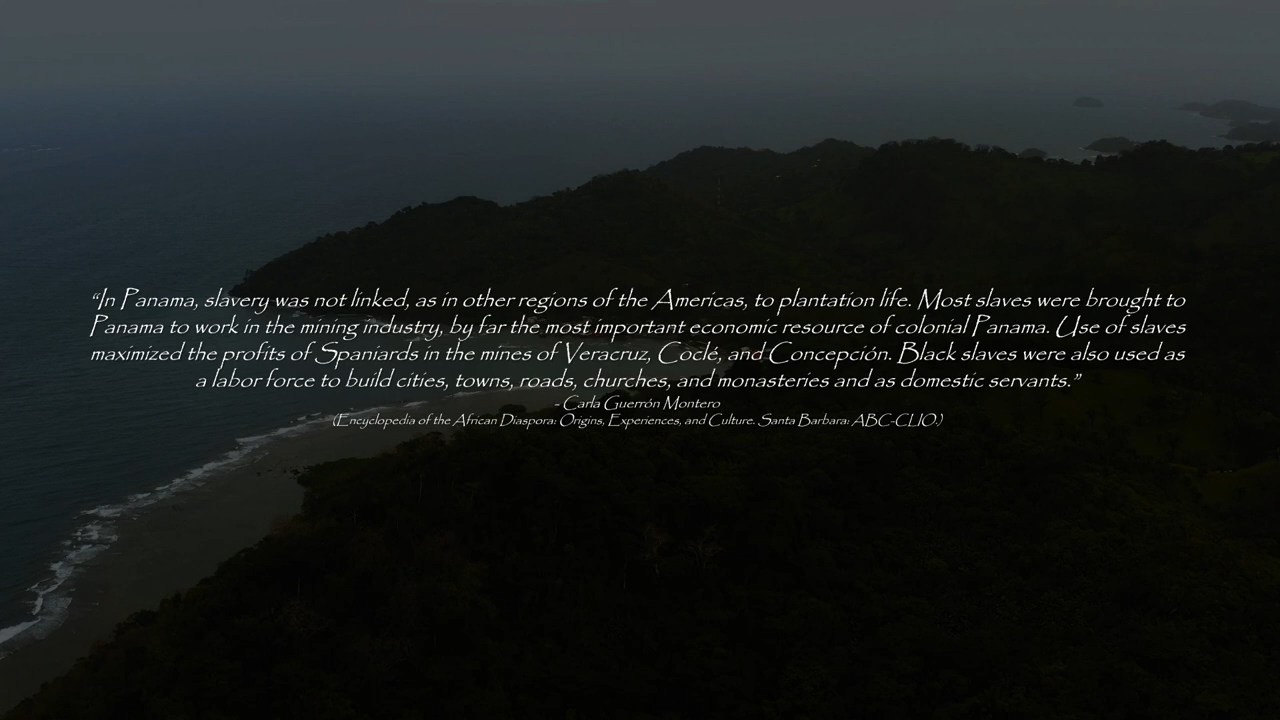 “In Panama, slavery was not linked, as in other regions of the Americas, to plantation life. Most slaves were brought to
Panama to work in the mining industry, by far the most important economic resource of colonial Panama. Use of slaves
maximized the profits of Spaniards in the mines of Veracruz, Coclé, and Concepción. Black slaves were also used as
a labor force to build cities, towns, roads, churches, and monasteries and as domestic servants.”
- Carla Guerrón Montero
(Encyclopedia of the African Diaspora: Origins, Experiences, and Culture. Santa Barbara: ABC-CLIO.)